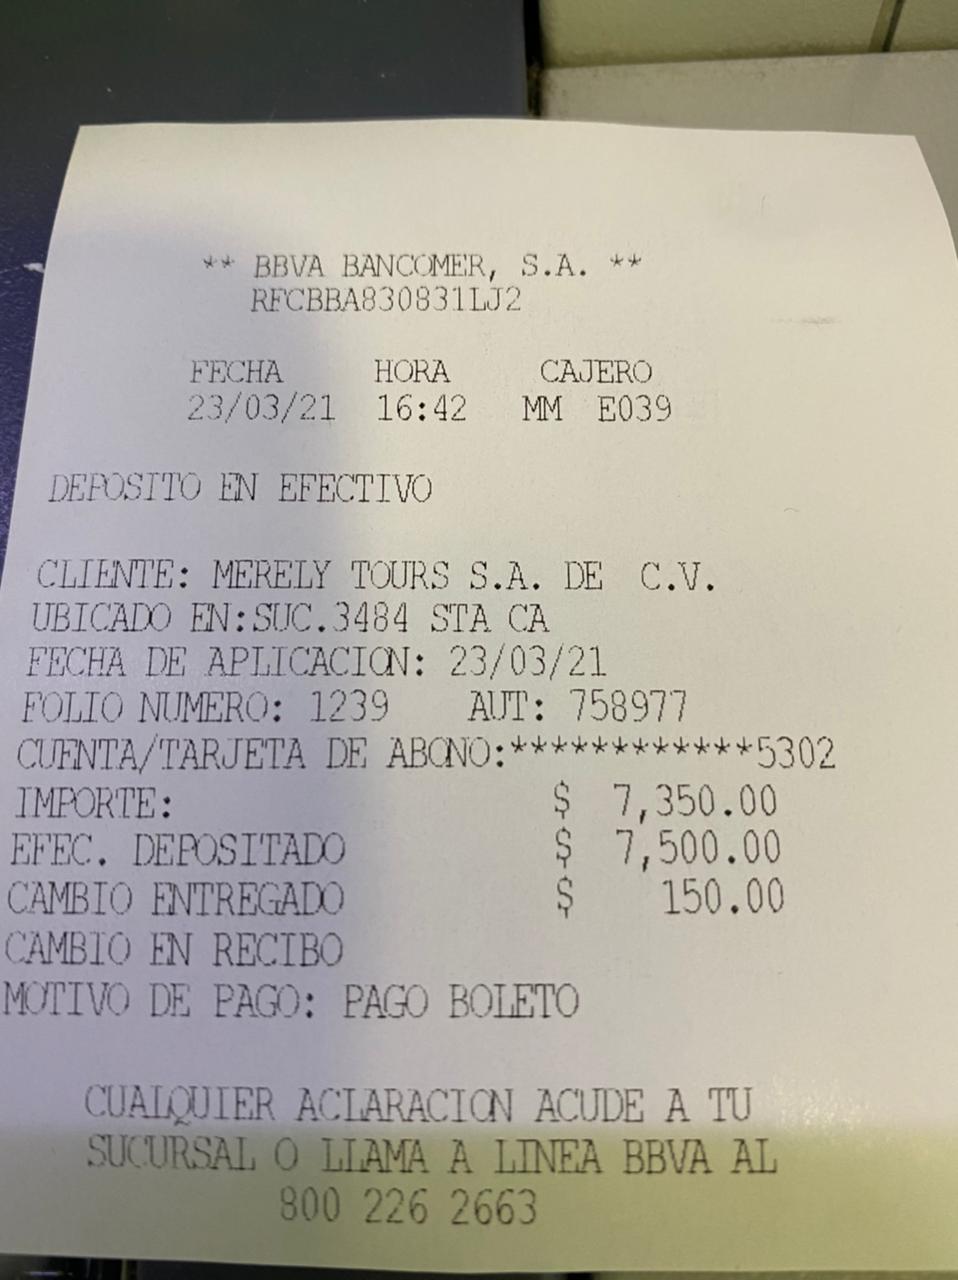 ** BBVA BANCOMER, S.A. **
RFCBBA830831LJ2
FECHA HORA CAJERO
23/03/21 16:42 MM E039
DEPOSITO EN EFECTIVO
CLIENTE: MERELY TOURS S.A. DE C.V.
UBICADO EN:SUC.3484 STA CA
FECHA DE APLICACION: 23/03/21
FOLIO NUMERO: 1239 AUT: 758977
CUENTA/TARJETA DE ABONO:************5302
IMPORTE: $ 7,350.00
EFEC. DEPOSITADO $ 7,500.00
CAMBIO ENTREGADO $ 150.00
CAMBIO EN RECIBO
MOTIVO DE PAGO: PAGO BOLETO
CUALQUIER ACLARACION ACUDE A TU
SUCURSAL O LLAMA A LINEA BBVA AL
800 226 2663